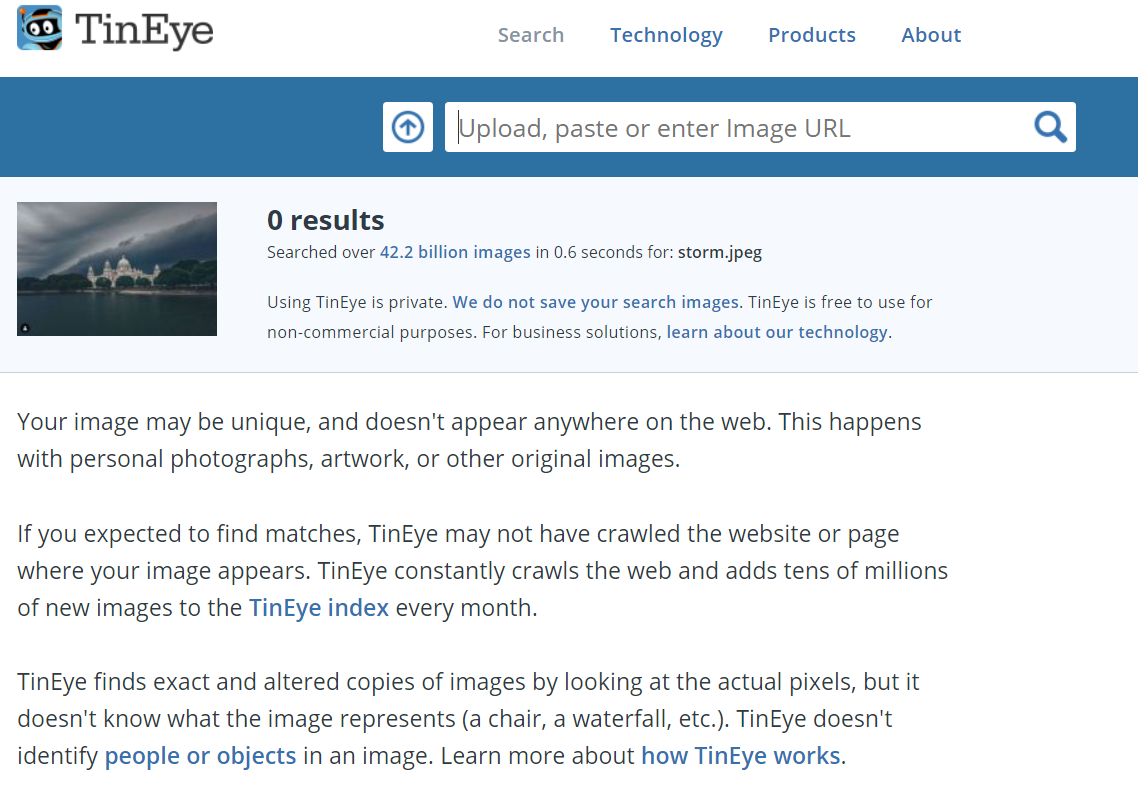 TinEye
Search Technology Products About
Upload, paste or enter Image URL
0 results
Searched over 42.2 billion images in 0.6 seconds for: storm.jpeg
Using TinEye is private. We do not save your search images. TinEye is free to use for
non-commercial purposes. For business solutions, learn about our technology.
Your image may be unique, and doesn't appear anywhere on the web. This happens
with personal photographs, artwork, or other original images.
If you expected to find matches, TinEye may not have crawled the website or page
where your image appears. TinEye constantly crawls the web and adds tens of millions
of new images to the TinEye index every month.
TinEye finds exact and altered copies of images by looking at the actual pixels, but it
doesn't know what the image represents (a chair, a waterfall, etc.). TinEye doesn't
identify people or objects in an image. Learn more about how TinEye works.